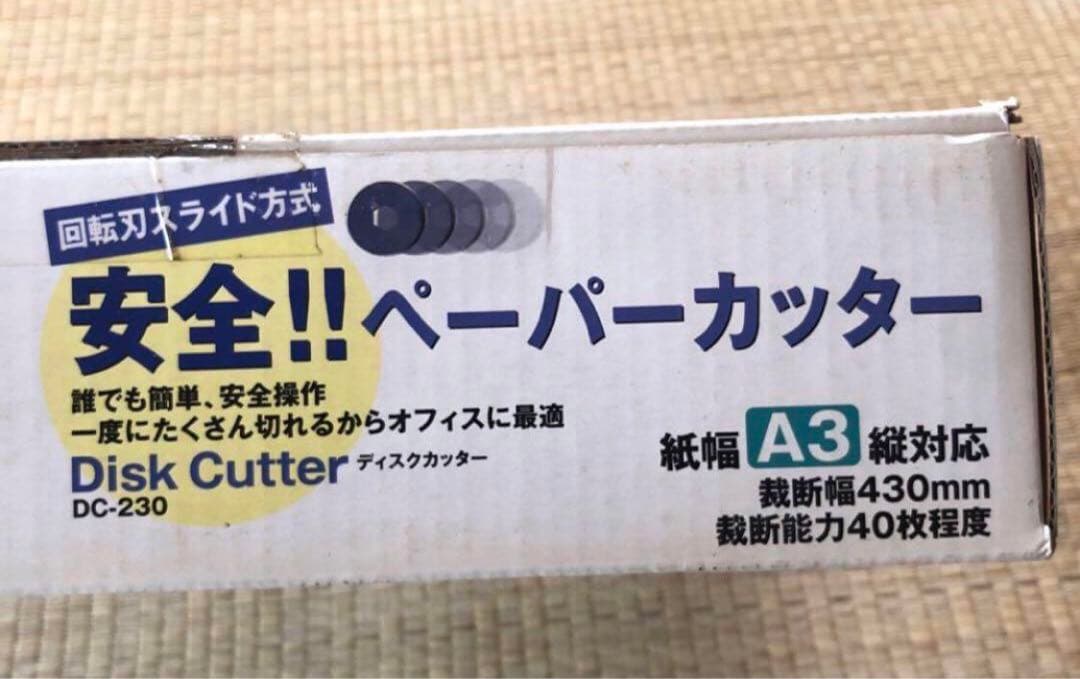 回転刃スライド方式
安全!!ペーパーカッター
誰でも簡単、安全操作
一度にたくさん切れるからオフィスに最適
Disk Cutter ディスクカッター
DC-230
紙幅 A3 縦対応
裁断幅430mm
裁断能力40枚程度